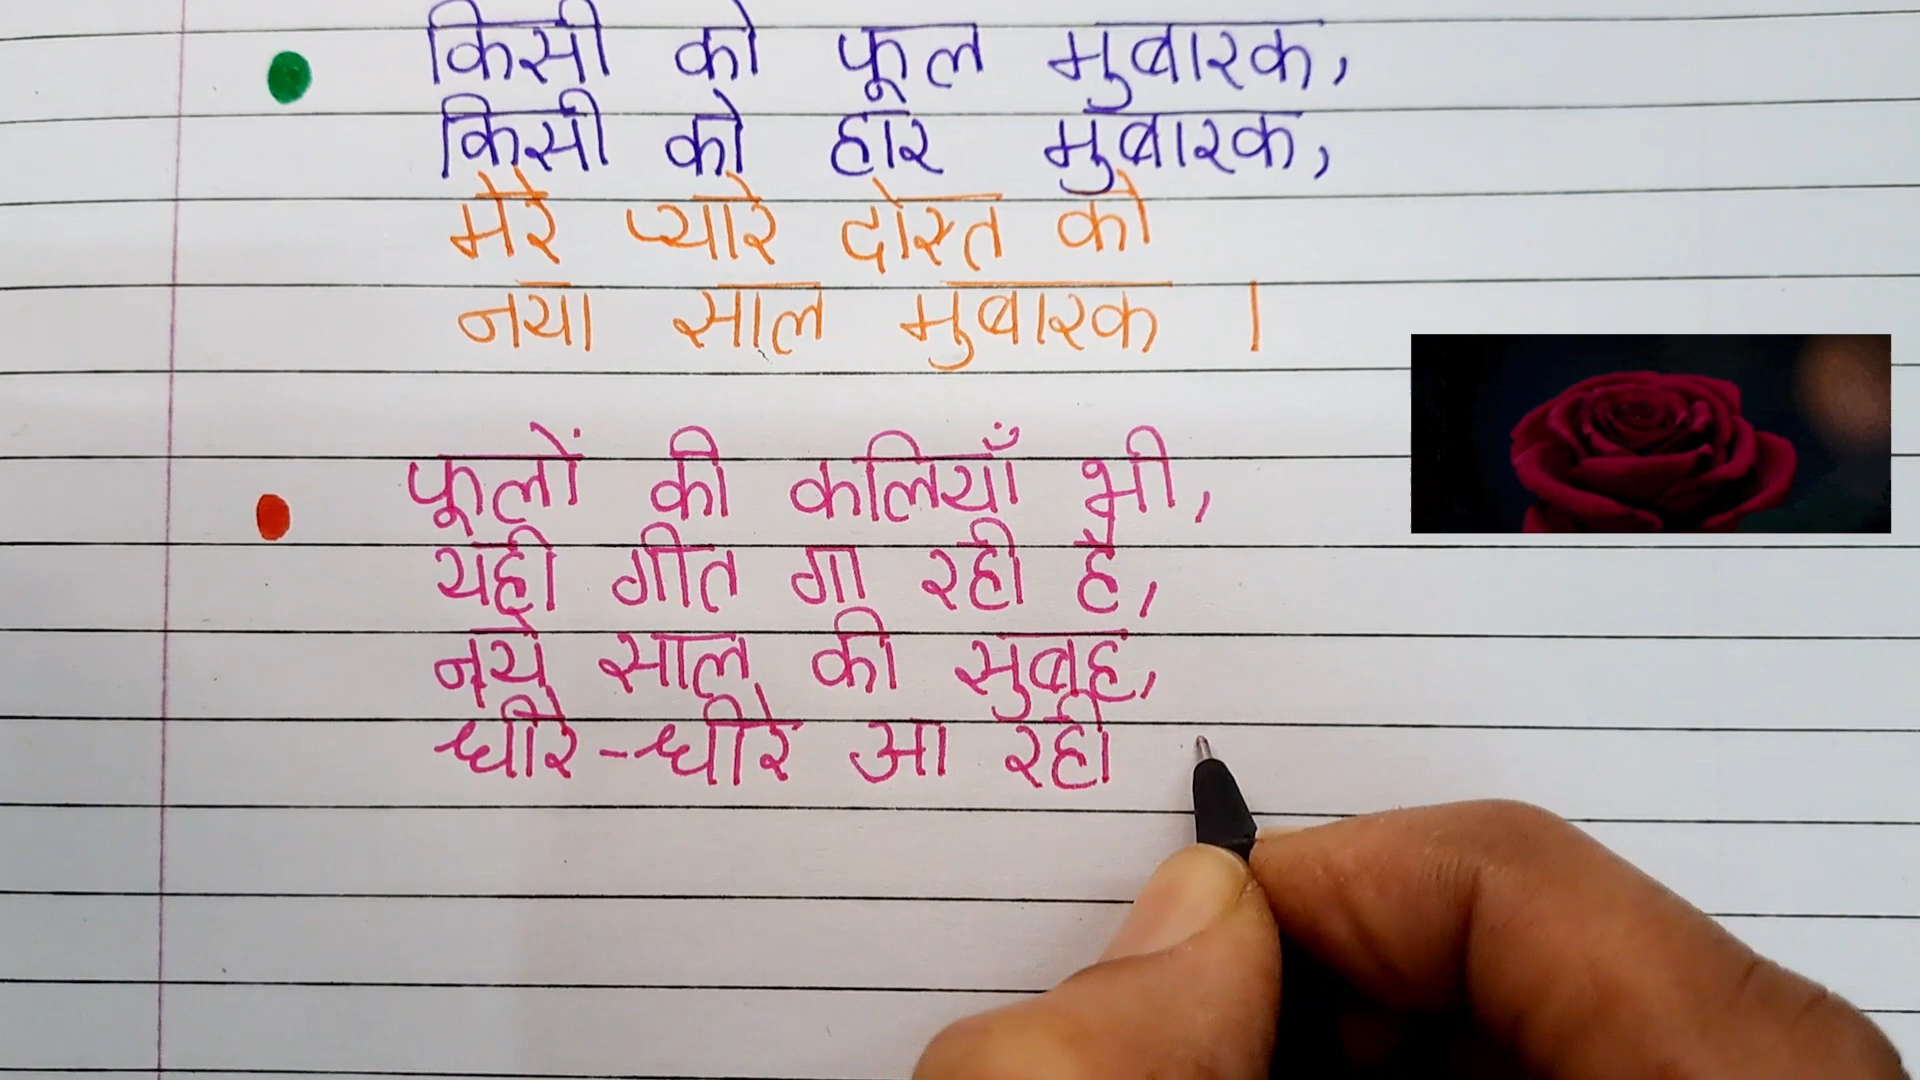 किसी को फूल मुबारक,
किसी को हार मुबारक,
मेरे प्यारे दोस्त को
नया साल मुबारक ।
फूलों की कलियाँ भी,
यही गीत गा रही है,
नये साल की सुबह,
धीरे-धीरे आ रही